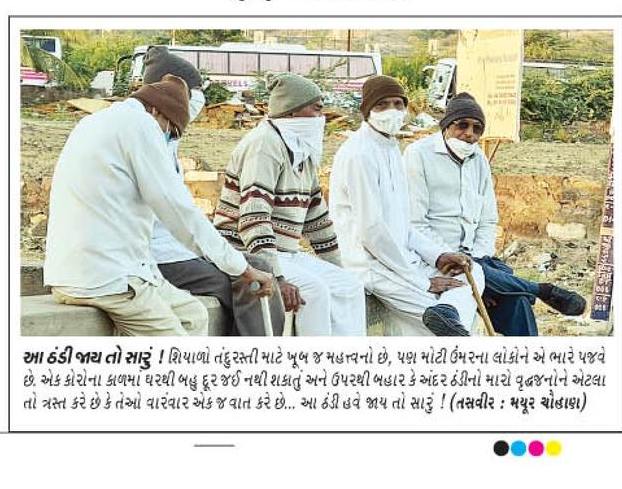 આ ઠંડી જાય તો સારું ! શિયાળો તંદુરસ્તી માટે ખૂબ જ મહત્ત્વનો છે, પણ મોટી ઉંમરના લોકોને એ ભારે પજવે
છે. એક કોરોના કાળમાં ઘરથી બહુ દૂર જઈ નથી શકાતું અને ઉપરથી બહાર કે અંદર ઠંડીનો મારો વૃદ્ધજનોને એટલા
તો ત્રસ્ત કરે છે કે તેઓ વારંવાર એક જ વાત કરે છે... આ ઠંડી હવે જાય તો સારું ! (તસવીર : મયૂર ચૌહાણ)